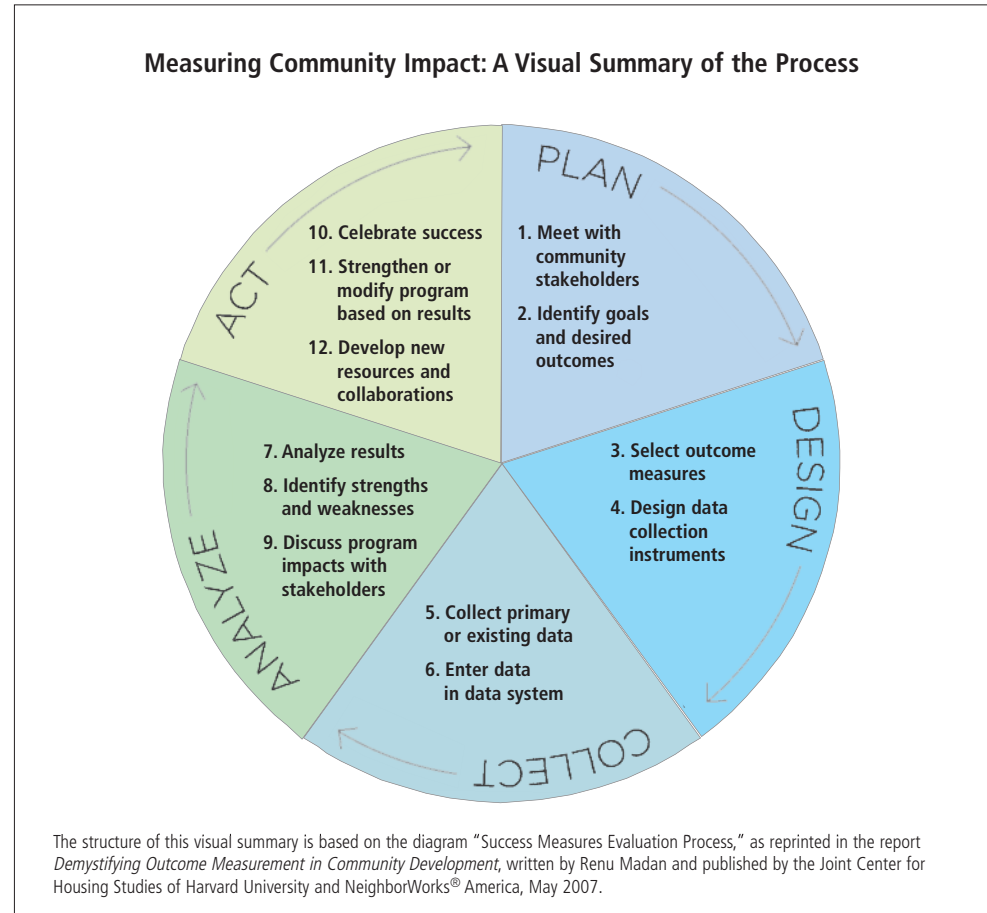 Measuring Community Impact: A Visual Summary of the Process
PLAN
1. Meet with
community
stakeholders
2. Identify goals
and desired
outcomes
DESIGN
3. Select outcome
measures
4. Design data
collection
instruments
COLLECT
5. Collect primary
or existing data
6. Enter data
in data system
ANALYZE
7. Analyze results
8. Identify strengths
and weaknesses
9. Discuss program
impacts with
stakeholders
ACT
10. Celebrate success
11. Strengthen or
modify program
based on results
12. Develop new
resources and
collaborations
The structure of this visual summary is based on the diagram “Success Measures Evaluation Process,” as reprinted in the report
Demystifying Outcome Measurement in Community Development, written by Renu Madan and published by the Joint Center for
Housing Studies of Harvard University and NeighborWorks® America, May 2007.